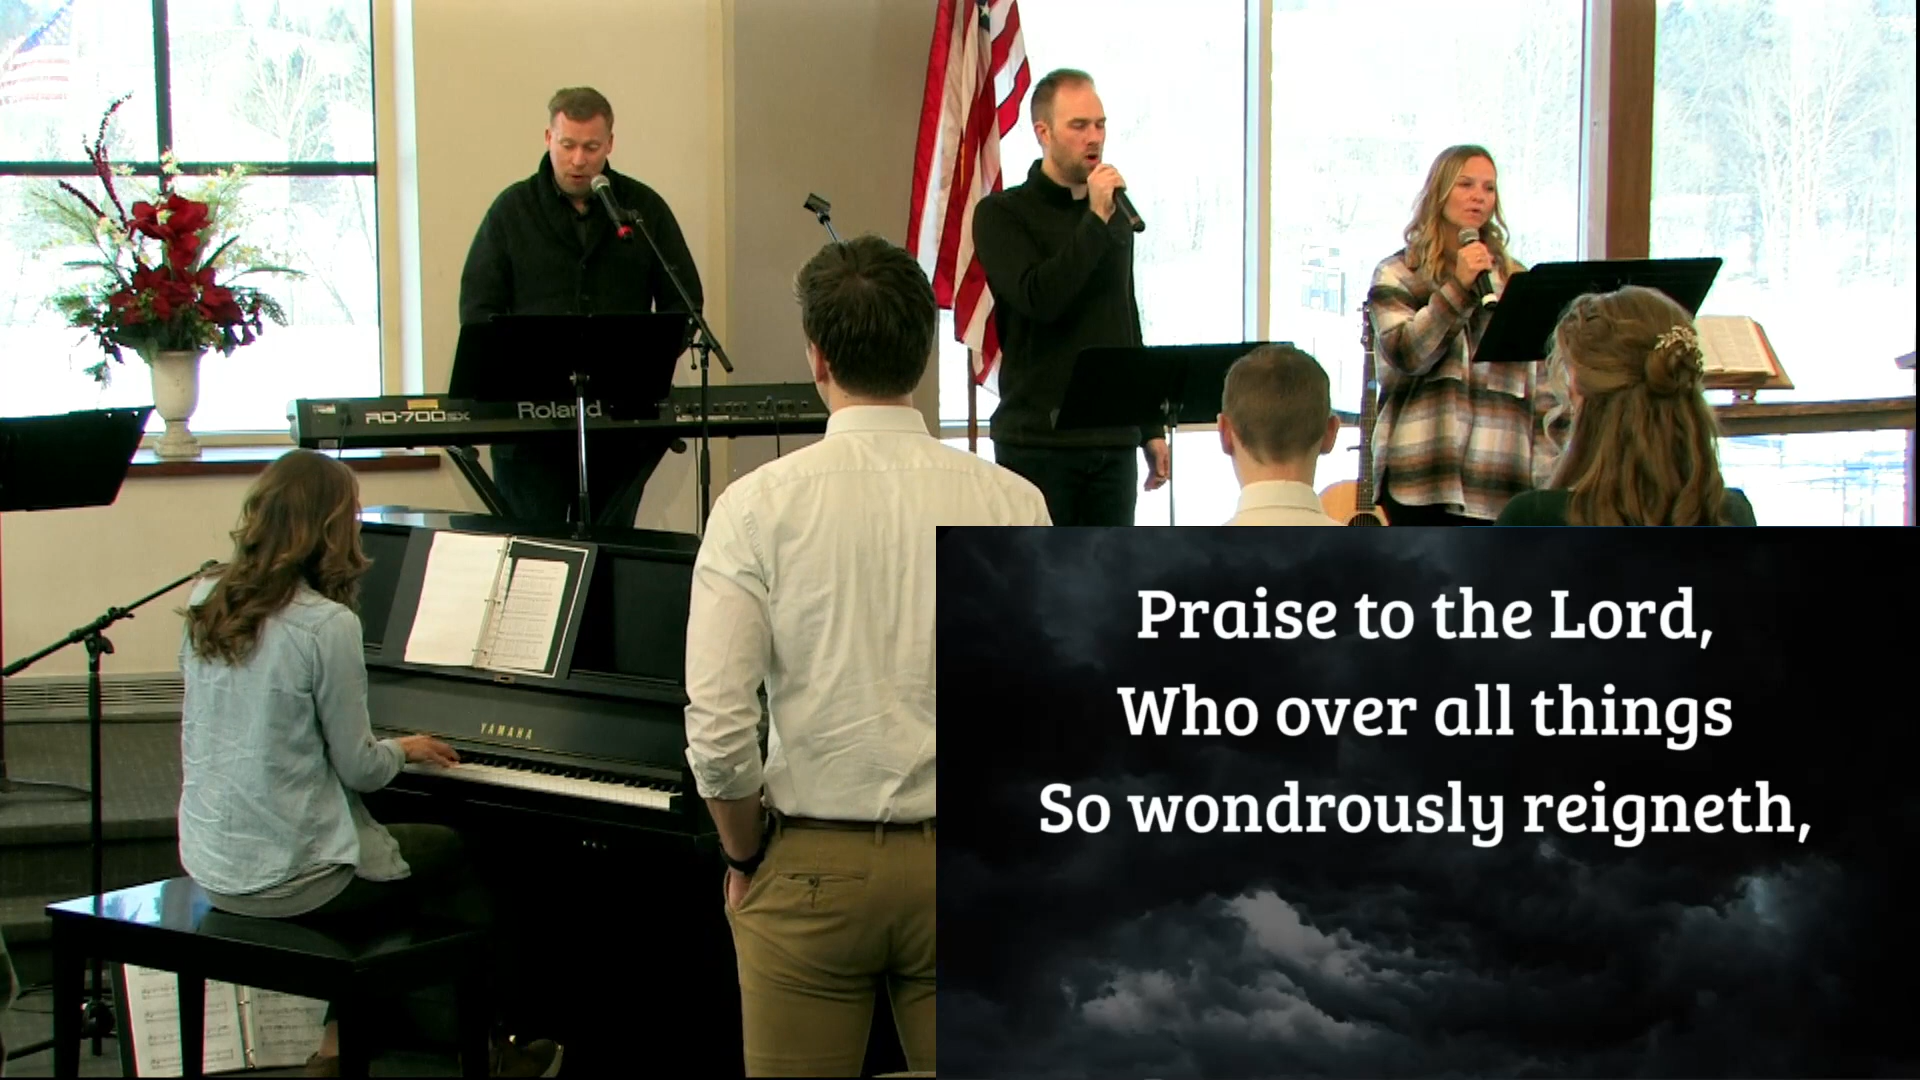 RD-700SX
Roland
YAMAHA
Praise to the Lord,
Who over all things
So wondrously reigneth,